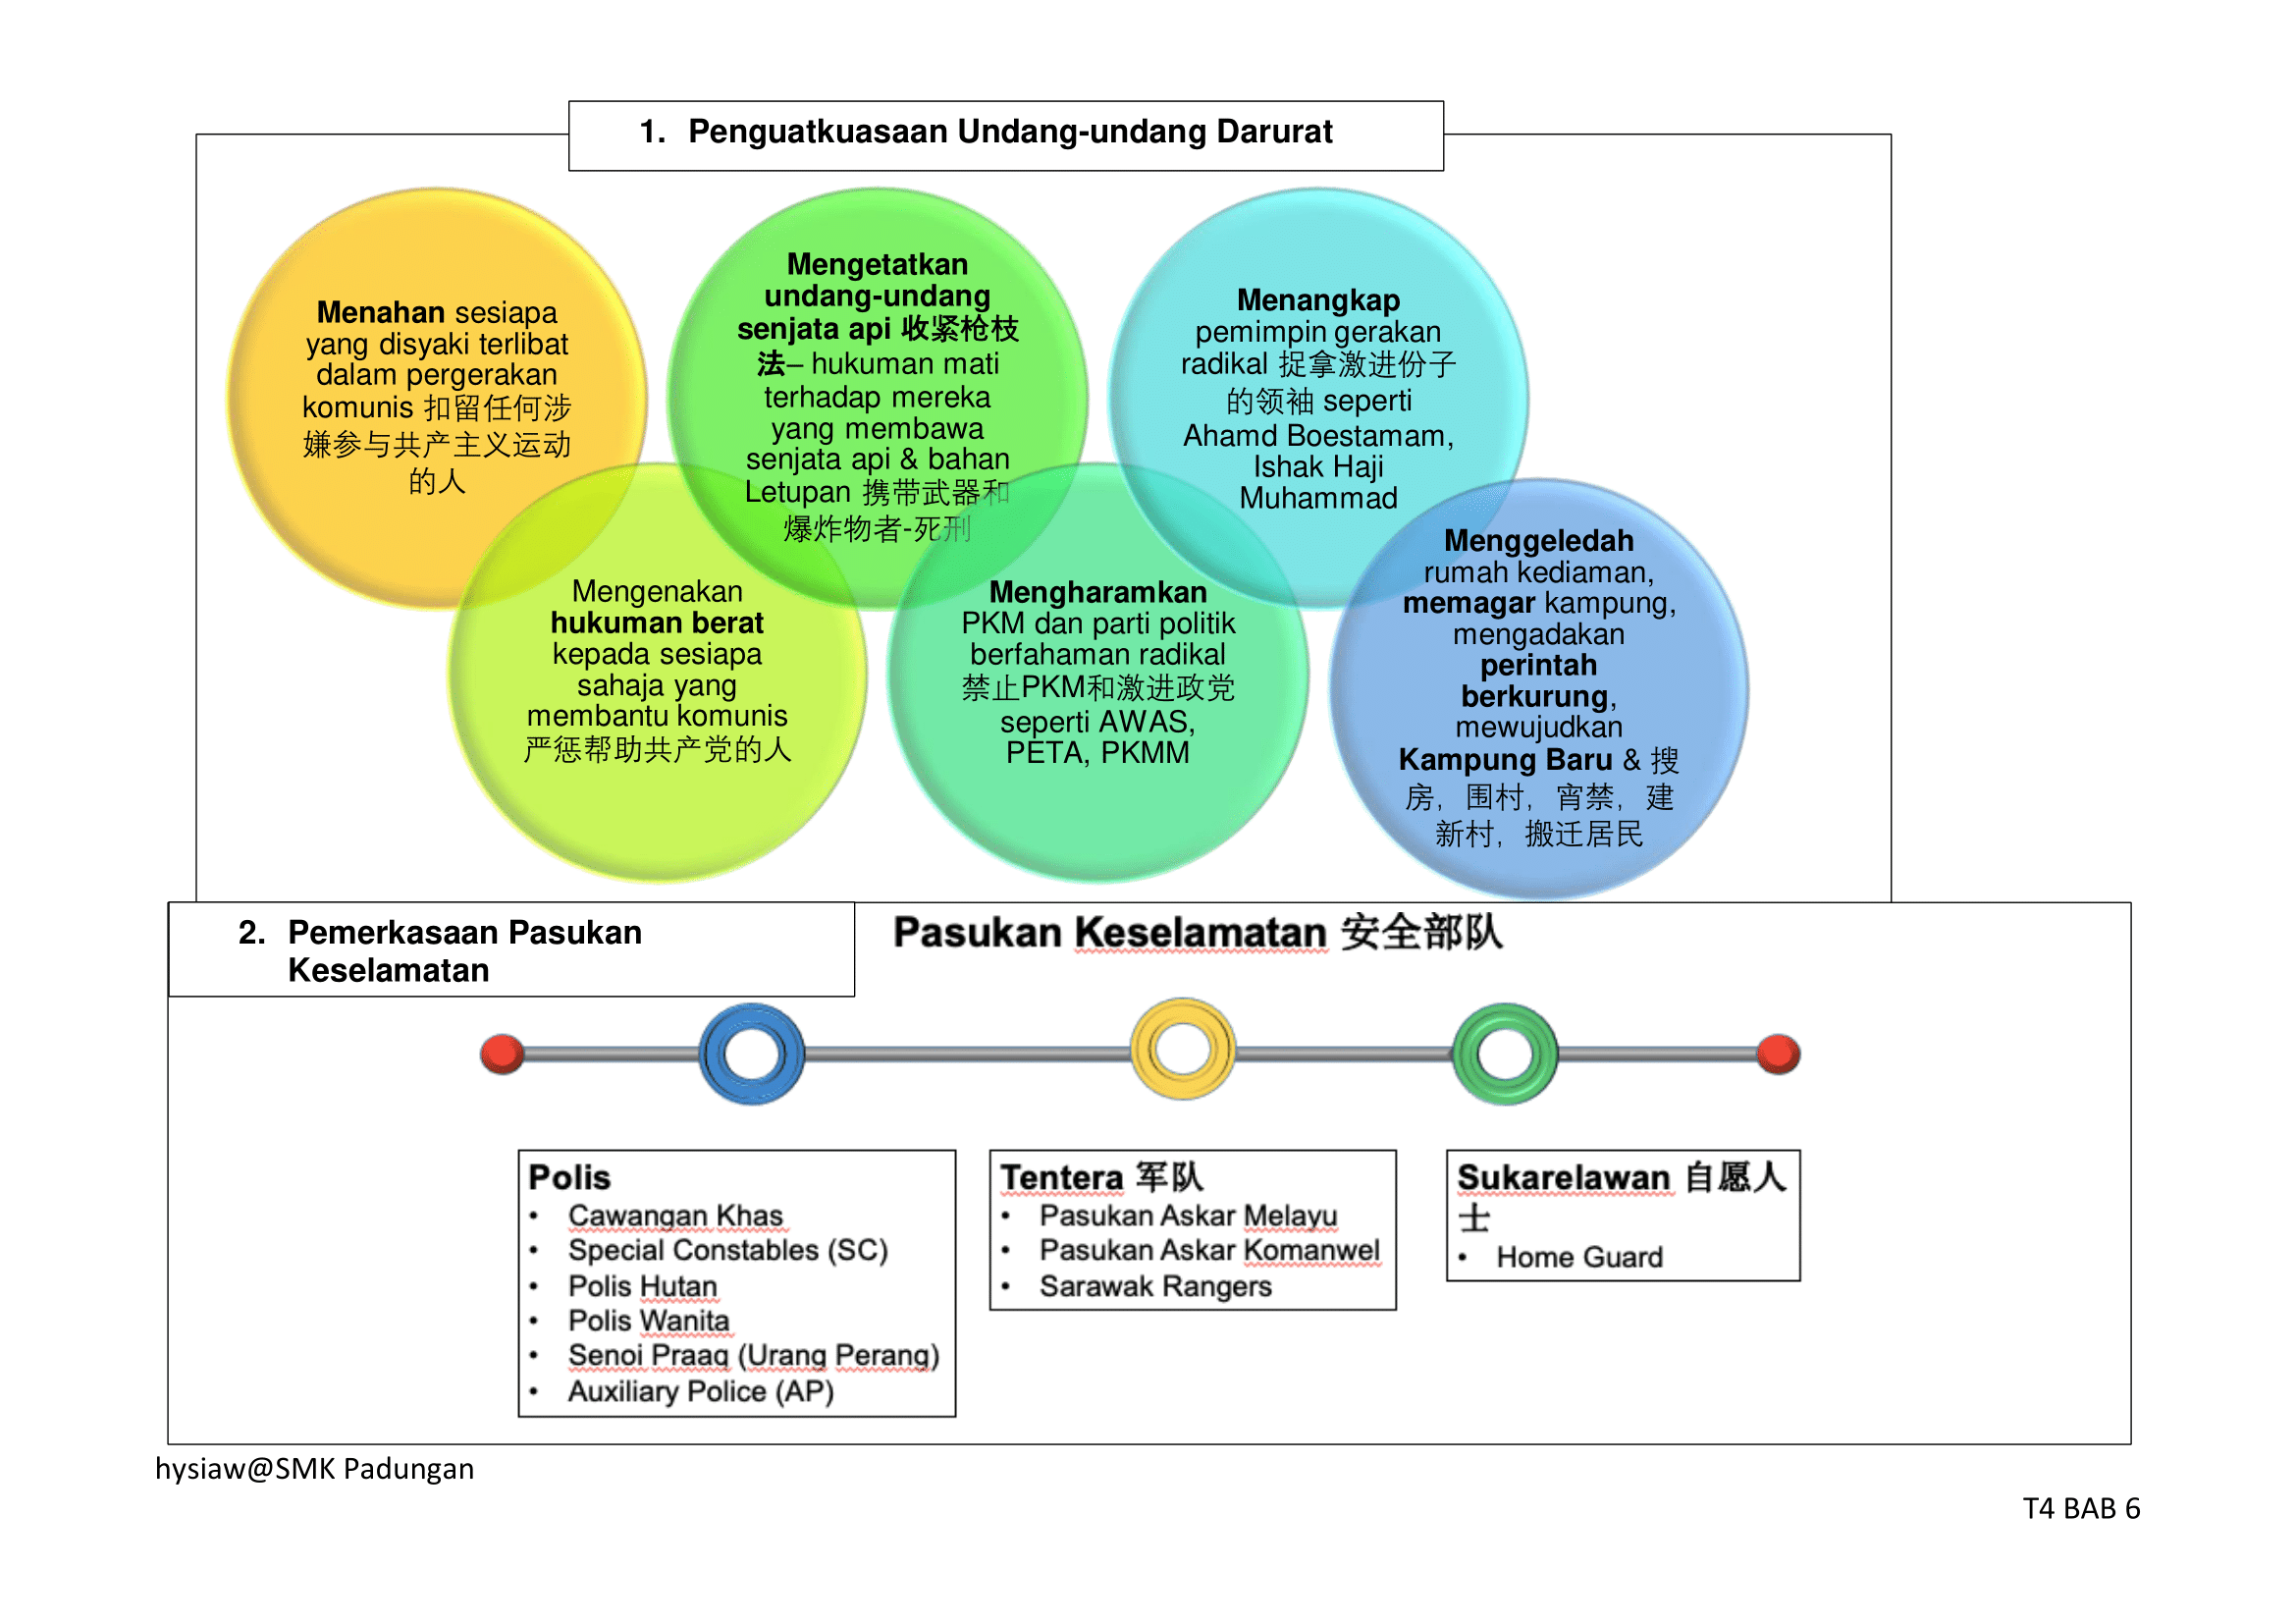 1. Penguatkuasaan Undang-undang Darurat
Menahan sesiapa
yang disyaki terlibat
dalam pergerakan
komunis 扣留任何涉
嫌参与共产主义运动
的人
Mengenakan
hukuman berat
kepada sesiapa
sahaja yang
membantu komunis
严惩帮助共产党的人
Mengetatkan
undang-undang
senjata api 收紧枪枝
法– hukuman mati
terhadap mereka
yang membawa
senjata api & bahan
Letupan 携带武器和
爆炸物者-死刑
Mengharamkan
PKM dan parti politik
berfahaman radikal
禁止PKM和激进政党
seperti AWAS,
PETA, PKMM
Menangkap
pemimpin gerakan
radikal 捉拿激进份子
的领袖 seperti
Ahamd Boestamam,
Ishak Haji
Muhammad
Menggeledah
rumah kediaman,
memagar kampung,
mengadakan
perintah
berkurung,
mewujudkan
Kampung Baru & 搜
房，围村，宵禁，建
新村，搬迁居民
2. Pemerkasaan Pasukan
Keselamatan
Pasukan Keselamatan 安全部队
Polis
• Cawangan Khas
• Special Constables (SC)
• Polis Hutan
• Polis Wanita
• Senoi Praaq (Urang Perang)
• Auxiliary Police (AP)
Tentera 军队
• Pasukan Askar Melayu
• Pasukan Askar Komanwel
• Sarawak Rangers
Sukarelawan 自愿人
士
• Home Guard
hysiaw@SMK Padungan
T4 BAB 6